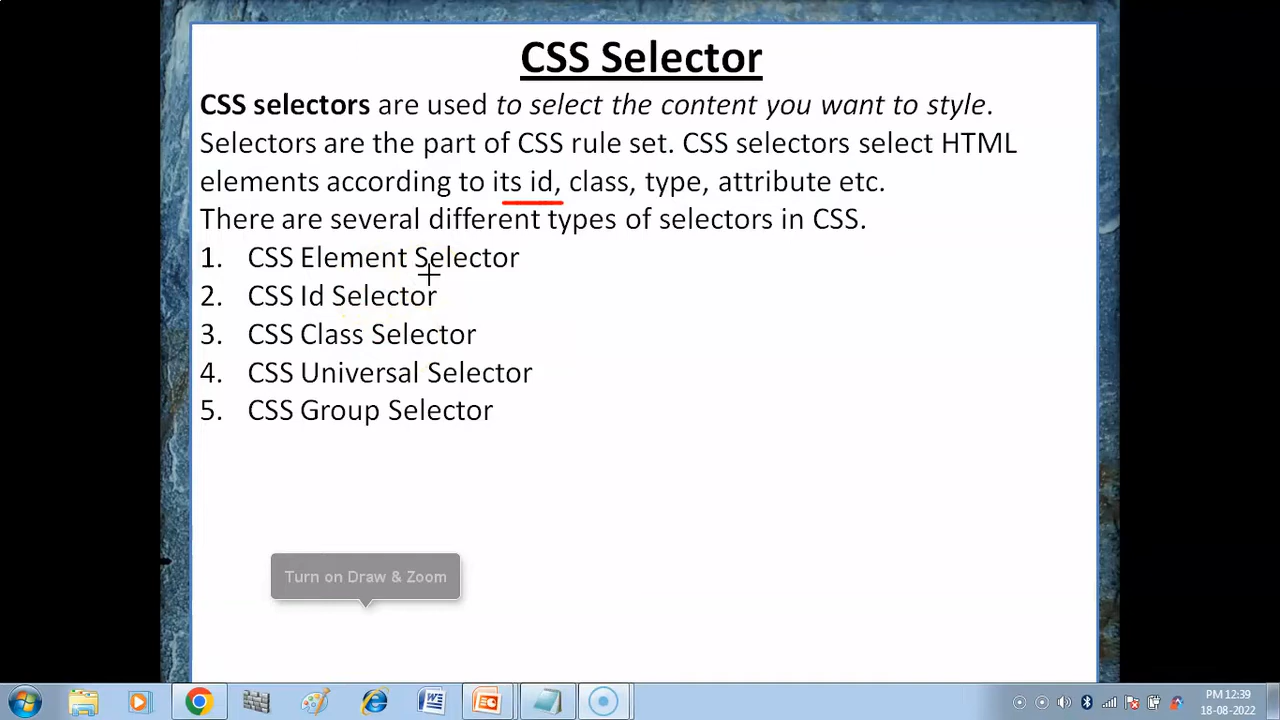 CSS Selector
CSS selectors are used to select the content you want to style.
Selectors are the part of CSS rule set. CSS selectors select HTML
elements according to its id, class, type, attribute etc.
There are several different types of selectors in CSS.
1. CSS Element Selector
2. CSS Id Selector
3. CSS Class Selector
4. CSS Universal Selector
5. CSS Group Selector
Turn on Draw & Zoom
PM 12:39
18-08-2022